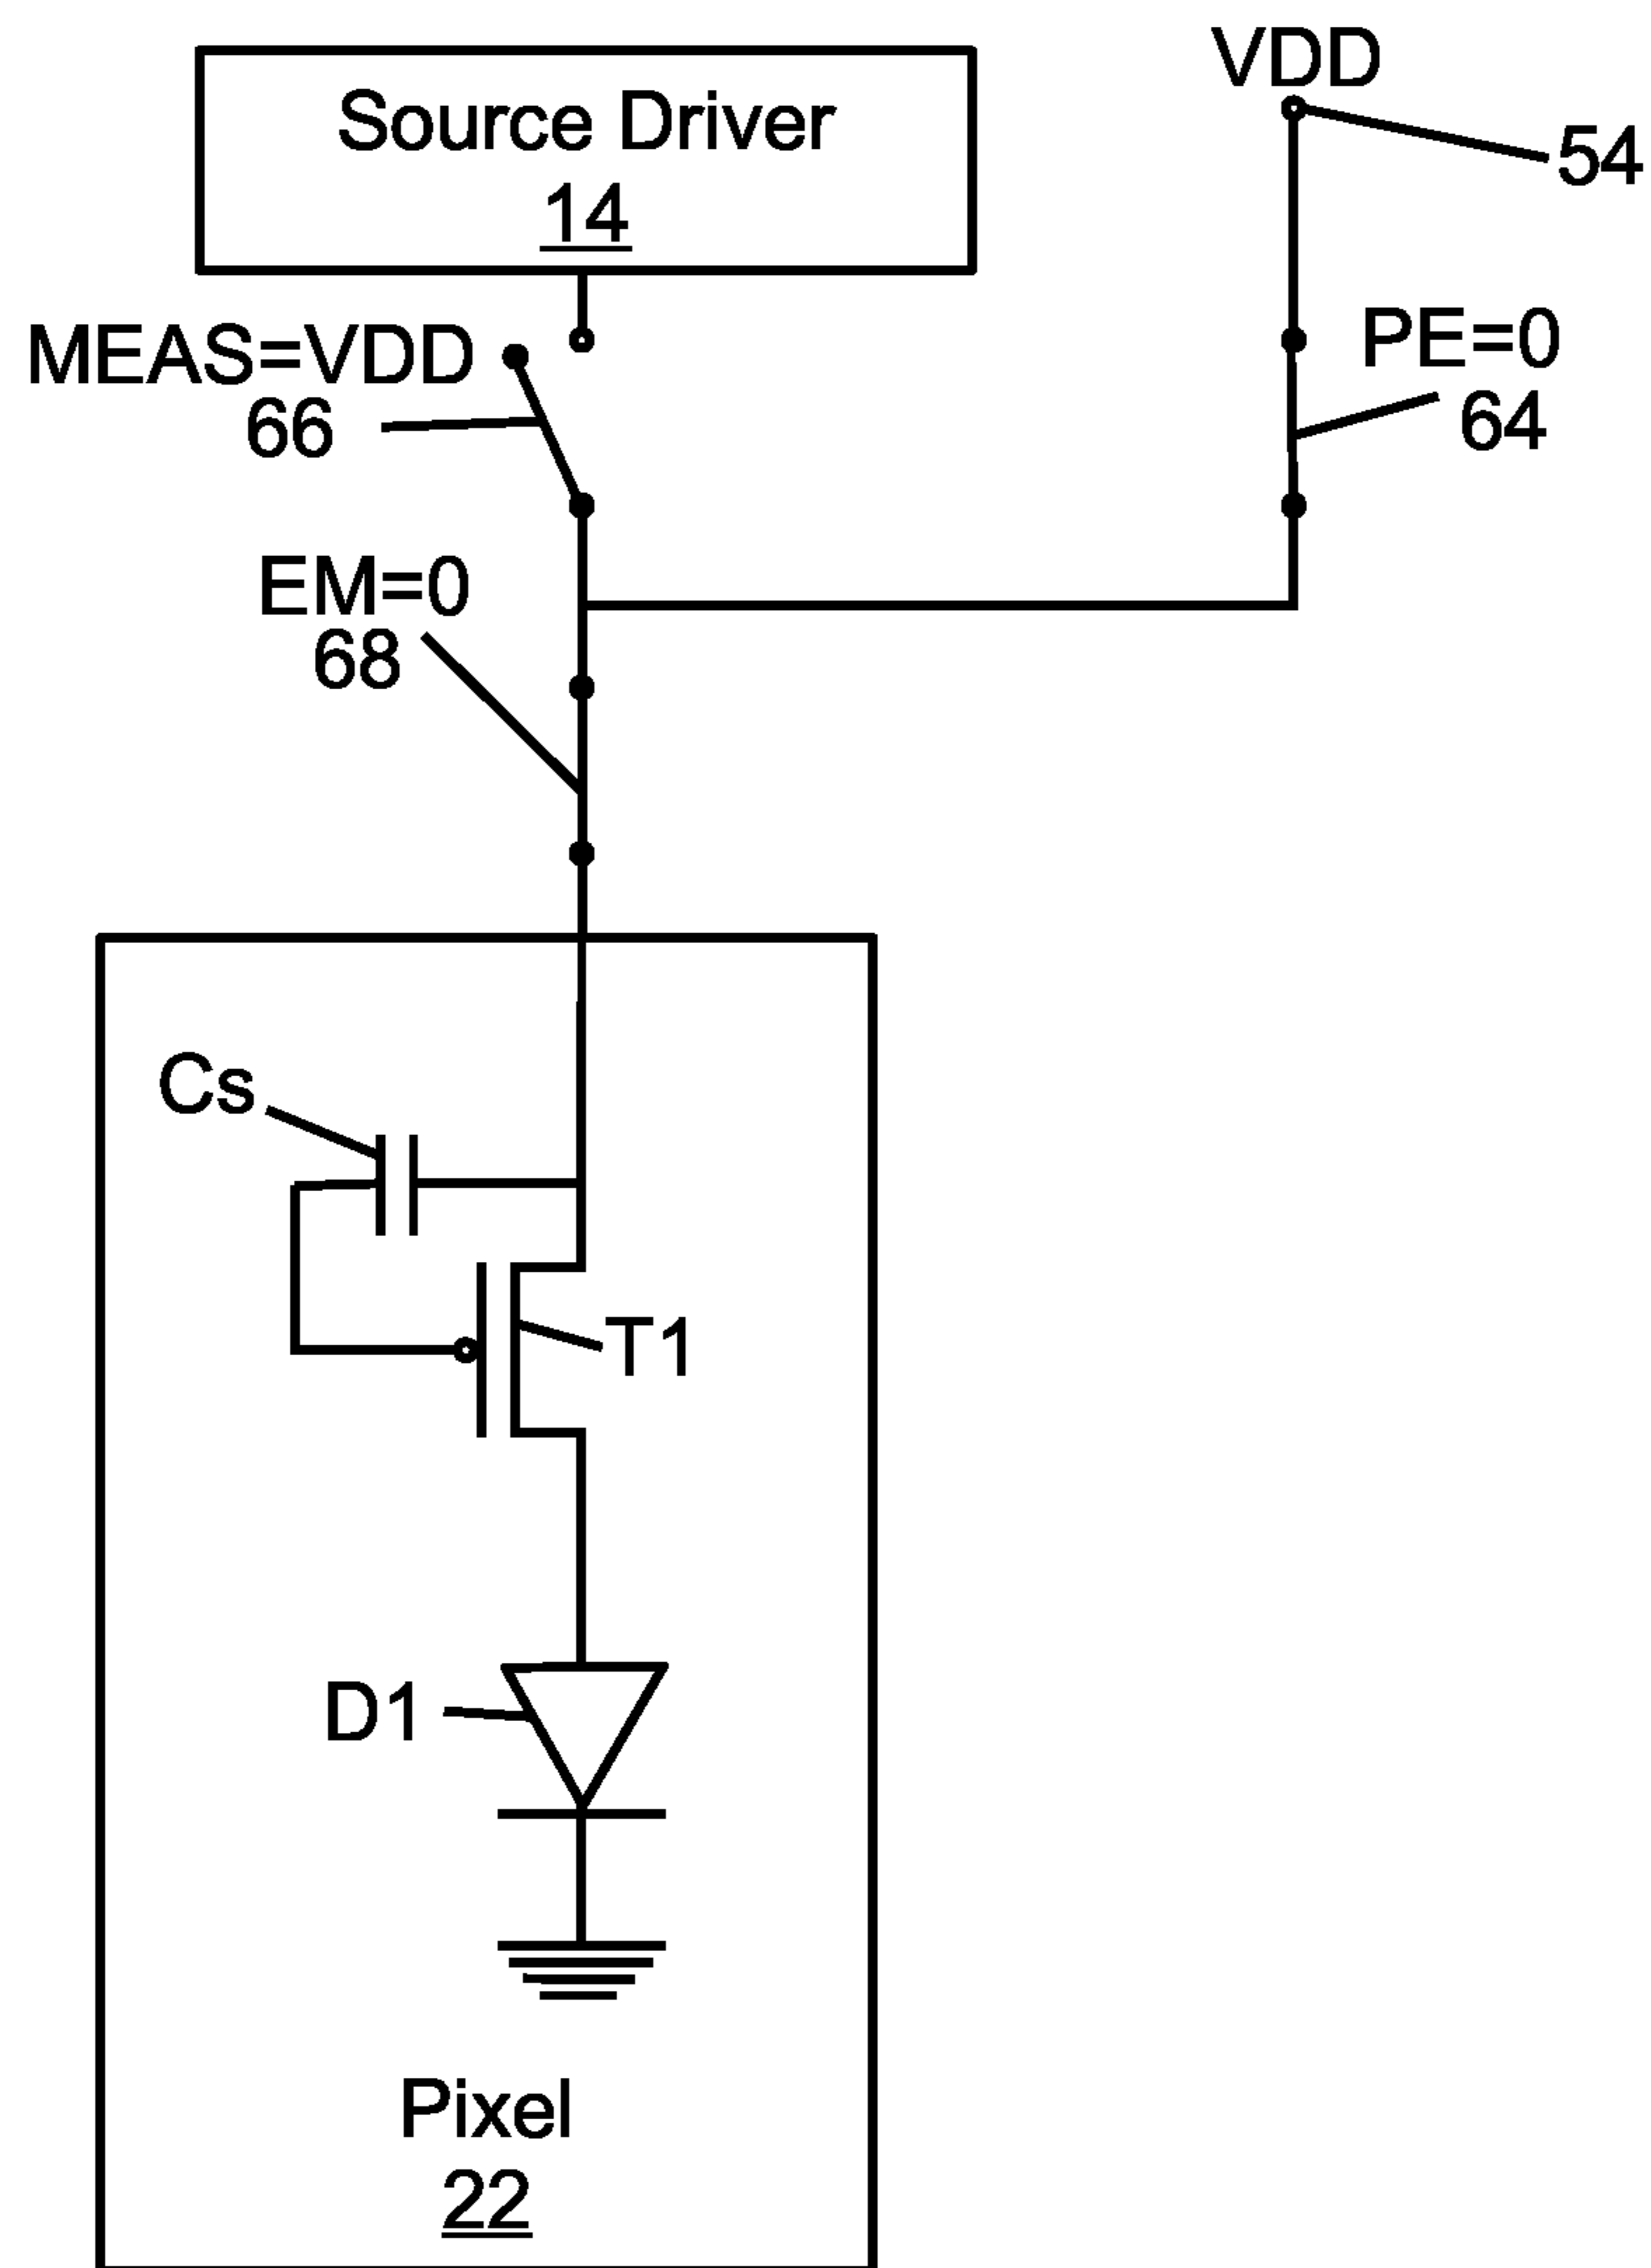 VDD
Source Driver
14
54
MEAS=VDD
66
PE=0
64
EM=0
68
Cs
T1
D1
Pixel
22